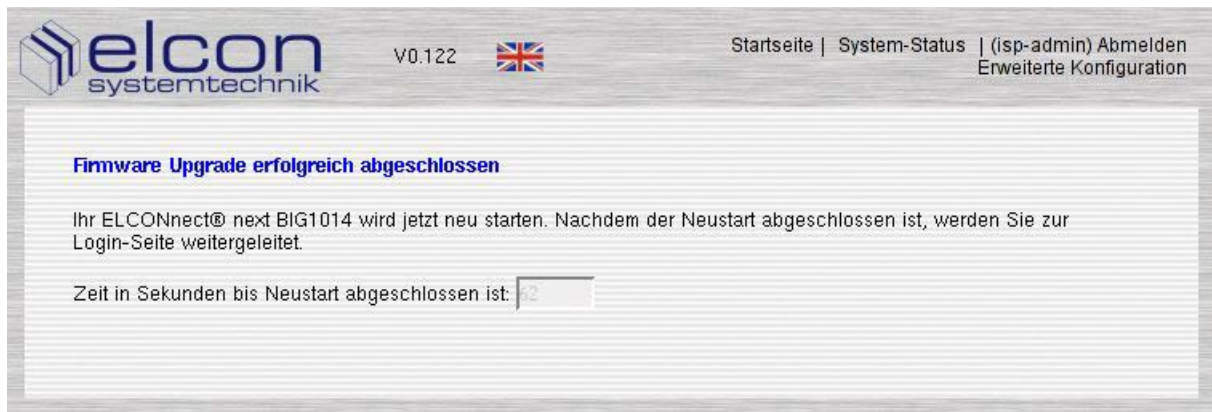 elcon
systemtechnik
V0.122
Startseite | System-Status | (isp-admin) Abmelden
Erweiterte Konfiguration
Firmware Upgrade erfolgreich abgeschlossen
Ihr ELCONnect® next BIG1014 wird jetzt neu starten. Nachdem der Neustart abgeschlossen ist, werden Sie zur
Login-Seite weitergeleitet.
Zeit in Sekunden bis Neustart abgeschlossen ist: 62